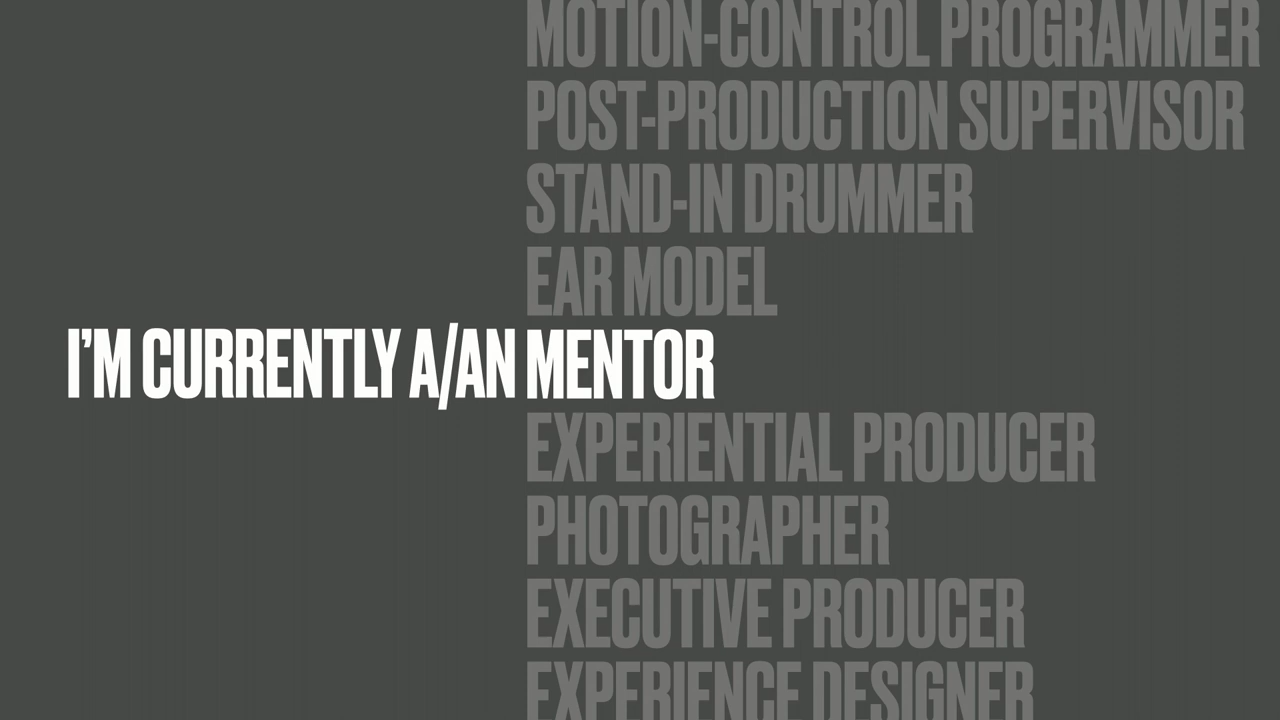 MOTION-CONTROL PROGRAMMER
POST-PRODUCTION SUPERVISOR
STAND-IN DRUMMER
EAR MODEL
I'M CURRENTLY A/AN MENTOR
EXPERIENTIAL PRODUCER
PHOTOGRAPHER
EXECUTIVE PRODUCER
EXPERIENCE DESIGNER